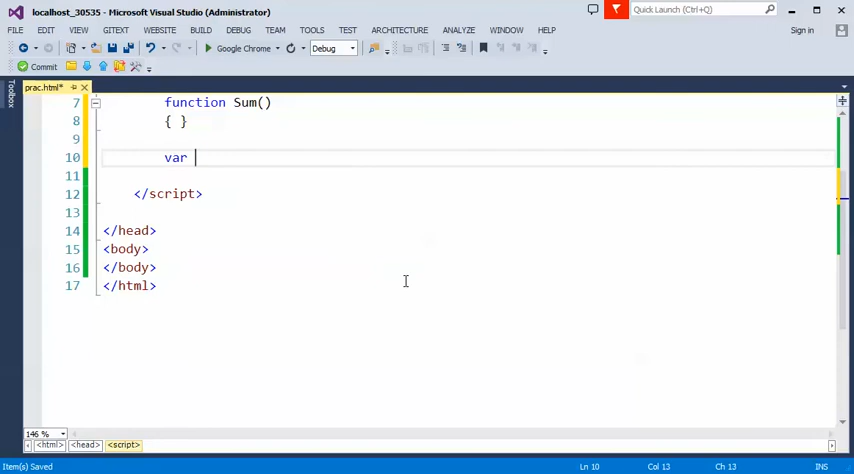 localhost_30535 - Microsoft Visual Studio (Administrator)
Quick Launch (Ctrl+Q)
FILE EDIT VIEW GITEXT WEBSITE BUILD DEBUG TEAM TOOLS TEST ARCHITECTURE ANALYZE WINDOW HELP Sign in
Google Chrome Debug
Commit
Toolbox
prac.html*
7 function Sum()
8 { }
9
10 var
11
12 </script>
13
14 </head>
15 <body>
16 </body>
17 </html>
146 %
<html> <head> <script>
Item(s) Saved Ln 10 Col 13 Ch 13 INS